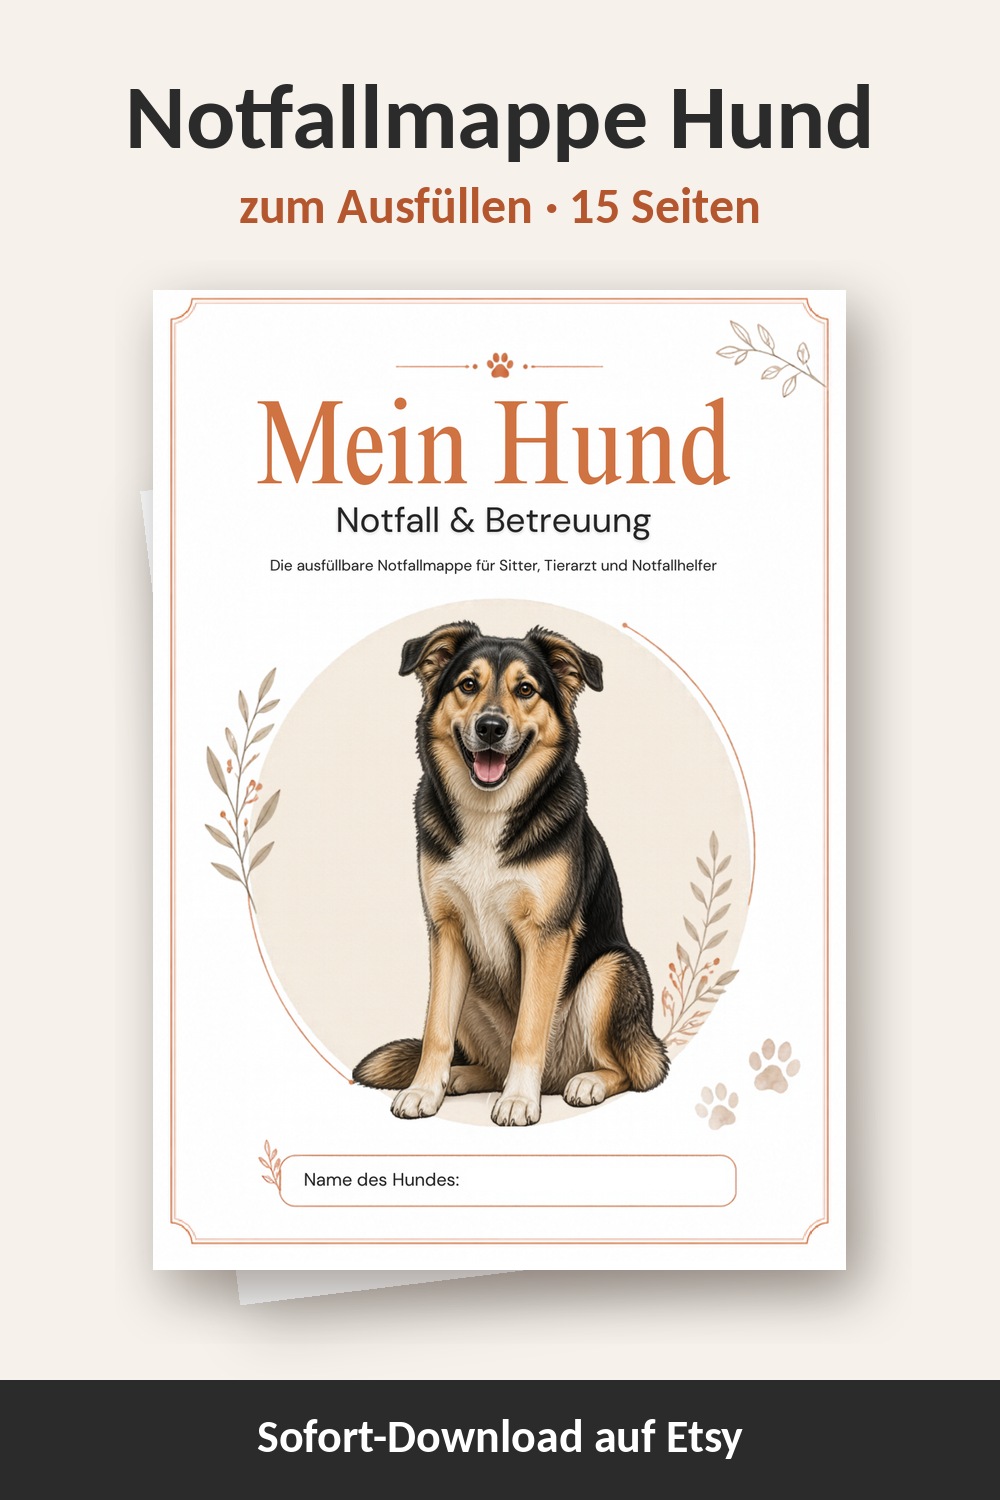 Notfallmappe Hund
zum Ausfüllen · 15 Seiten
Mein Hund
Notfall & Betreuung
Die ausfüllbare Notfallmappe für Sitter, Tierarzt und Notfallhelfer
Name des Hundes:
Sofort-Download auf Etsy